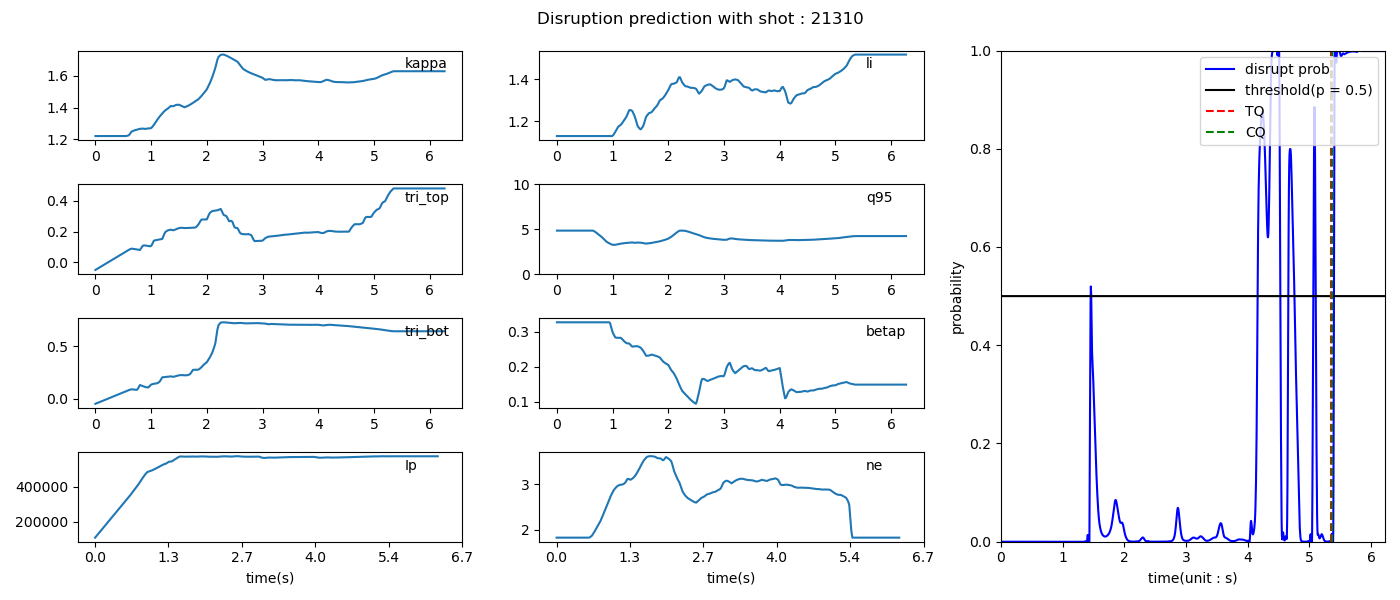 Disruption prediction with shot : 21310
kappa
1.6
1.4
1.2
0 1 2 3 4 5 6
li
1.4
1.2
0 1 2 3 4 5 6
tri_top
0.4
0.2
0.0
0 1 2 3 4 5 6
q95
10
5
0
0 1 2 3 4 5 6
tri_bot
0.5
0.0
0 1 2 3 4 5 6
betap
0.3
0.2
0.1
0 1 2 3 4 5 6
Ip
400000
200000
0.0 1.3 2.7 4.0 5.4 6.7
time(s)
ne
3
2
0.0 1.3 2.7 4.0 5.4 6.7
time(s)
disrupt prob
threshold(p = 0.5)
TQ
CQ
probability
1.0
0.8
0.6
0.4
0.2
0.0
0 1 2 3 4 5 6
time(unit : s)